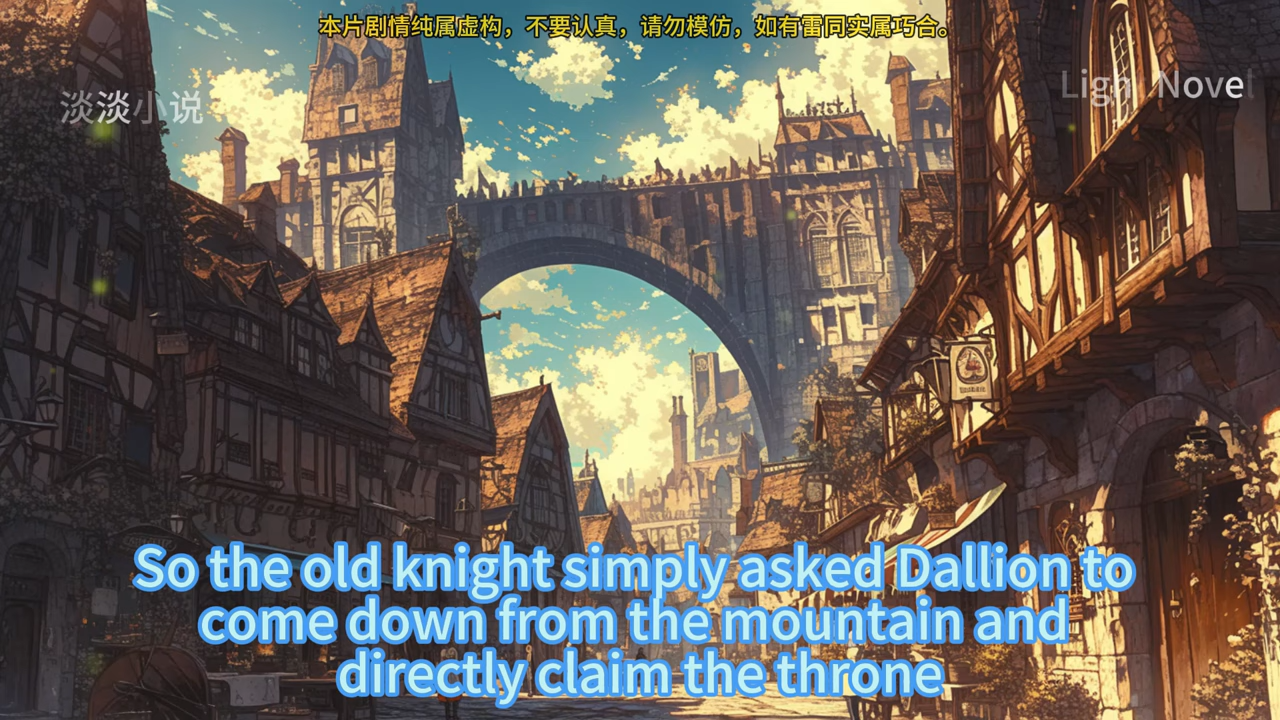 本片剧情纯属虚构，不要认真，请勿模仿，如有雷同实属巧合。
淡淡小说
Light Novel
So the old knight simply asked Dallion to
come down from the mountain and
directly claim the throne